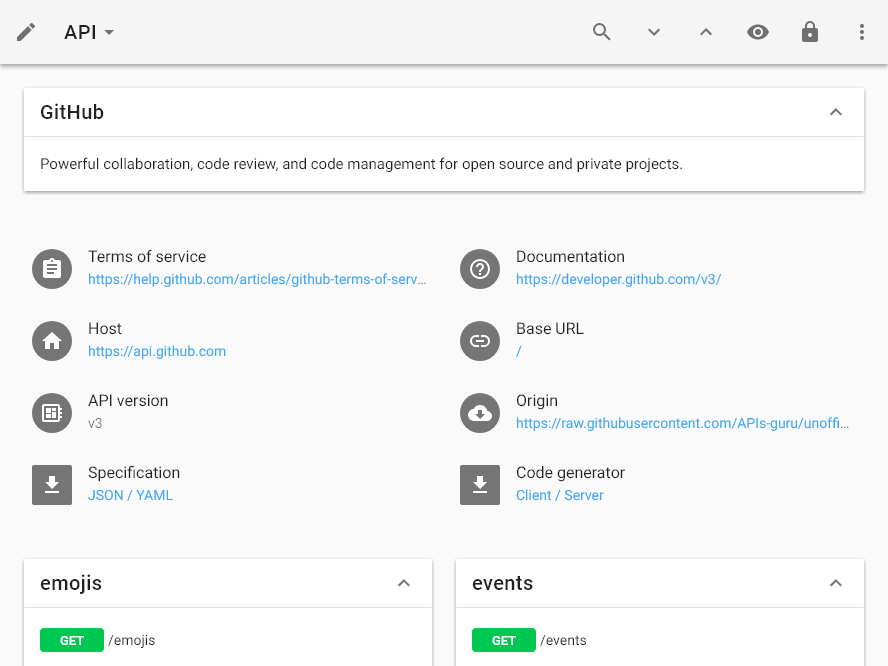 API
GitHub
Powerful collaboration, code review, and code management for open source and private projects.
Terms of service
https://help.github.com/articles/github-terms-of-serv...
Documentation
https://developer.github.com/v3/
Host
https://api.github.com
Base URL
/
API version
v3
Origin
https://raw.githubusercontent.com/APIs-guru/unoffi...
Specification
JSON / YAML
Code generator
Client / Server
emojis
GET /emojis
events
GET /events